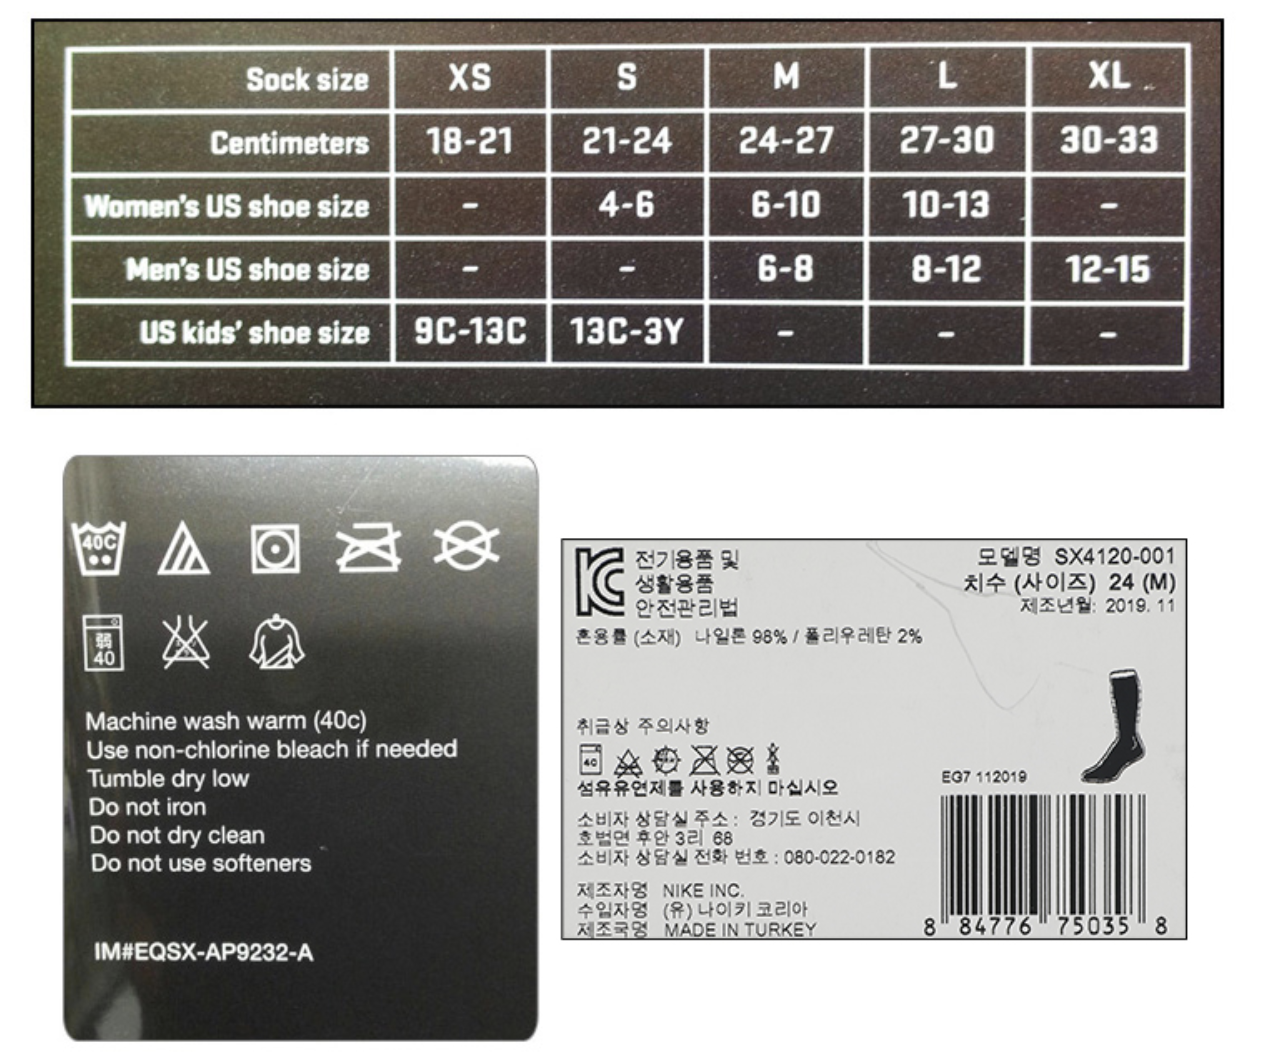 Sock size XS S M L XL
Centimeters 18-21 21-24 24-27 27-30 30-33
Women's US shoe size - 4-6 6-10 10-13 -
Men's US shoe size - - 6-8 8-12 12-15
US kids' shoe size 9C-13C 13C-3Y - - -
40C
弱
40
Machine wash warm (40c)
Use non-chlorine bleach if needed
Tumble dry low
Do not iron
Do not dry clean
Do not use softeners
IM#EQSX-AP9232-A
전기용품 및
생활용품
안전관리법
모델명 SX4120-001
치수 (사이즈) 24 (M)
제조년월: 2019. 11
혼용률 (소재) 나일론 98% / 폴리우레탄 2%
취급상 주의사항
40
섬유유연제를 사용하지 마십시오
소비자 상담실 주소 : 경기도 이천시
호법면 후안 3리 68
소비자 상담실 전화 번호 : 080-022-0182
제조자명 NIKE INC.
수입자명 (유) 나이키 코리아
제조국명 MADE IN TURKEY
EG7 112019
8 84776 75035 8